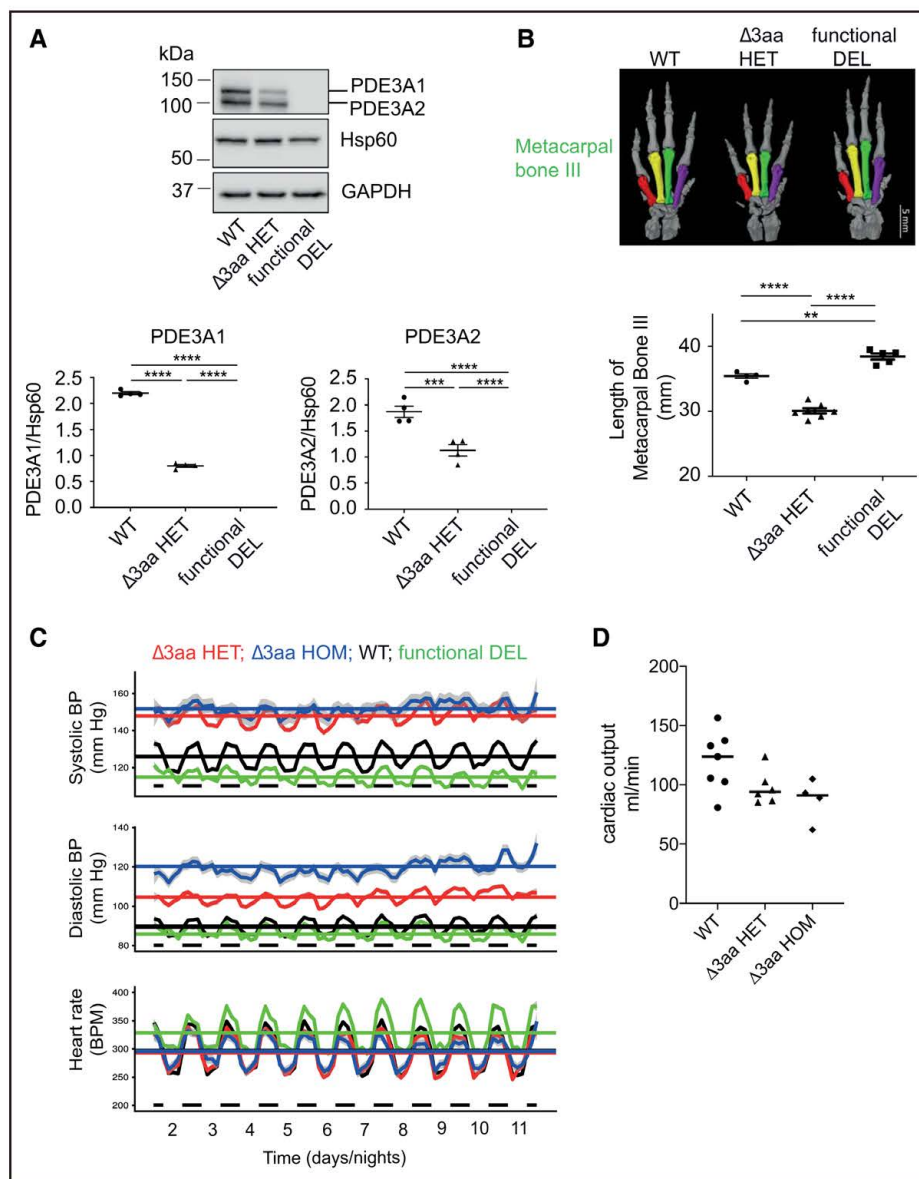 A
kDa
150
100
50
37
PDE3A1
PDE3A2
Hsp60
GAPDH
WT
Δ3aa HET
functional
DEL
PDE3A1
****
**** ****
PDE3A1/Hsp60
2.5
2.0
1.5
1.0
0.5
0.0
WT
Δ3aa HET
functional
DEL
PDE3A2
****
*** ****
PDE3A2/Hsp60
2.5
2.0
1.5
1.0
0.5
0.0
WT
Δ3aa HET
functional
DEL
B
WT
Δ3aa
HET
functional
DEL
Metacarpal
bone III
5 mm
**** ****
**
Length of
Metacarpal Bone III
(mm)
40
30
20
WT
Δ3aa HET
functional
DEL
C
Δ3aa HET; Δ3aa HOM; WT; functional DEL
Systolic BP
(mm Hg)
160
140
120
Diastolic BP
(mm Hg)
140
120
100
80
Heart rate
(BPM)
400
350
300
250
200
2 3 4 5 6 7 8 9 10 11
Time (days/nights)
D
cardiac output
ml/min
200
150
100
50
0
WT
Δ3aa HET
Δ3aa HOM